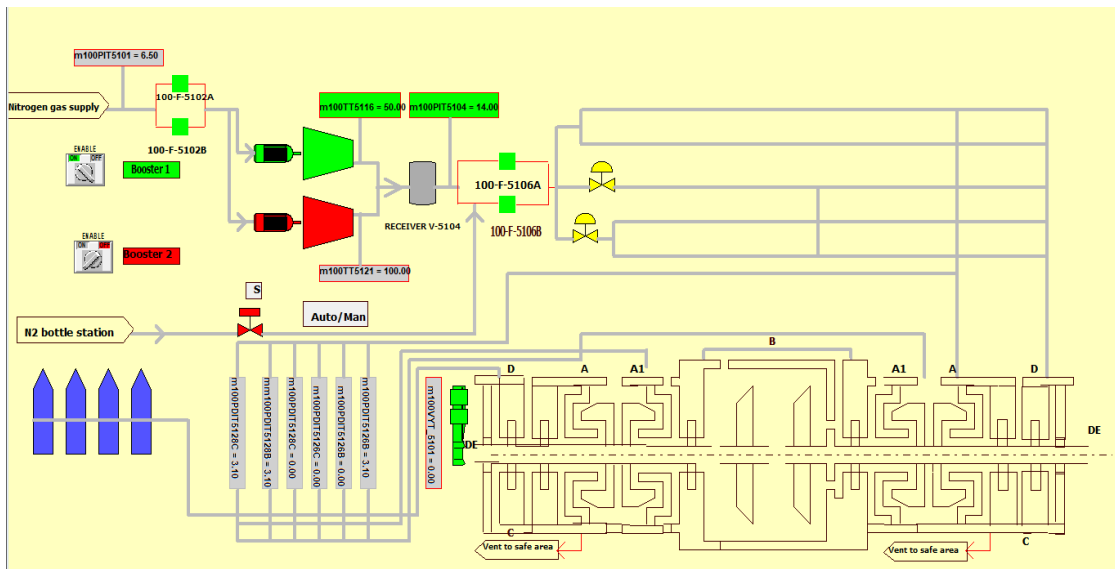 m100PIT5101 = 6.50
Nitrogen gas supply
100-F-5102A
100-F-5102B
m100TT5116 = 50.00
m100PIT5104 = 14.00
ENABLE
ON OFF
Booster 1
100-F-5106A
100-F-5106B
RECEIVER V-5104
ENABLE
ON OFF
Booster 2
m100TT5121 = 100.00
S
Auto/Man
N2 bottle station
m100PDIT5128C = 3.10
mm100PDIT5128B = 3.10
m100PDIT5128C = 0.00
m100PDIT5126C = 0.00
m100PDIT5126B = 0.00
m100PDIT5126B = 3.10
m100VYT_5101 = 0.00
D
A
A1
B
A1
A
D
DE
DE
C
C
Vent to safe area
Vent to safe area